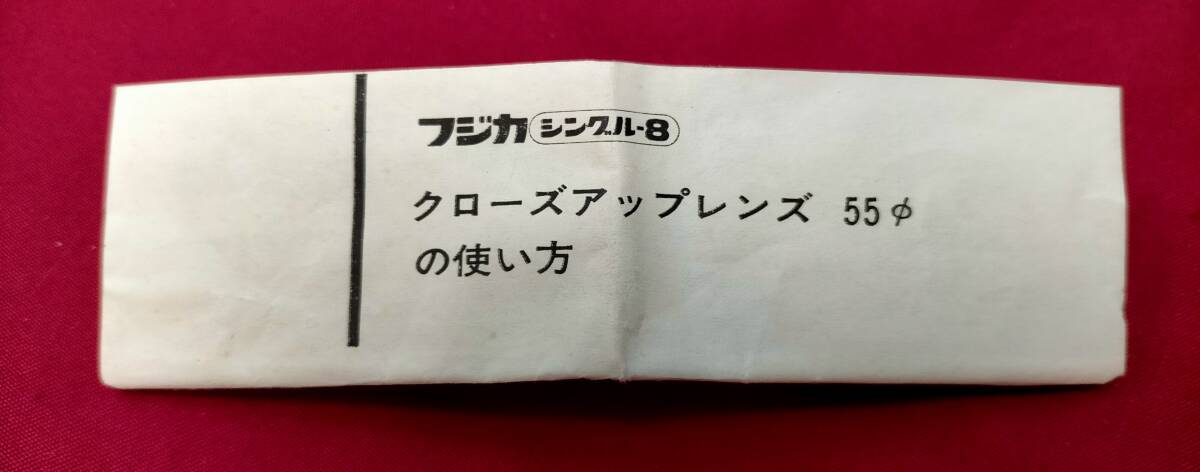 フジカ シングル-8
クローズアップレンズ 55φ
の使い方